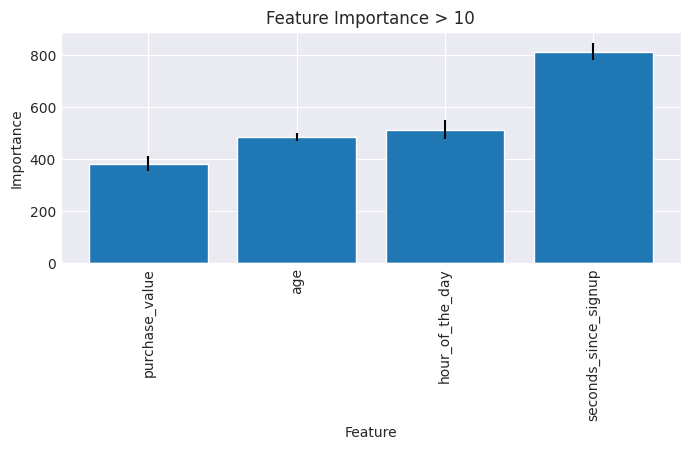 Feature Importance > 10
Importance
800
600
400
200
0
purchase_value
age
hour_of_the_day
seconds_since_signup
Feature